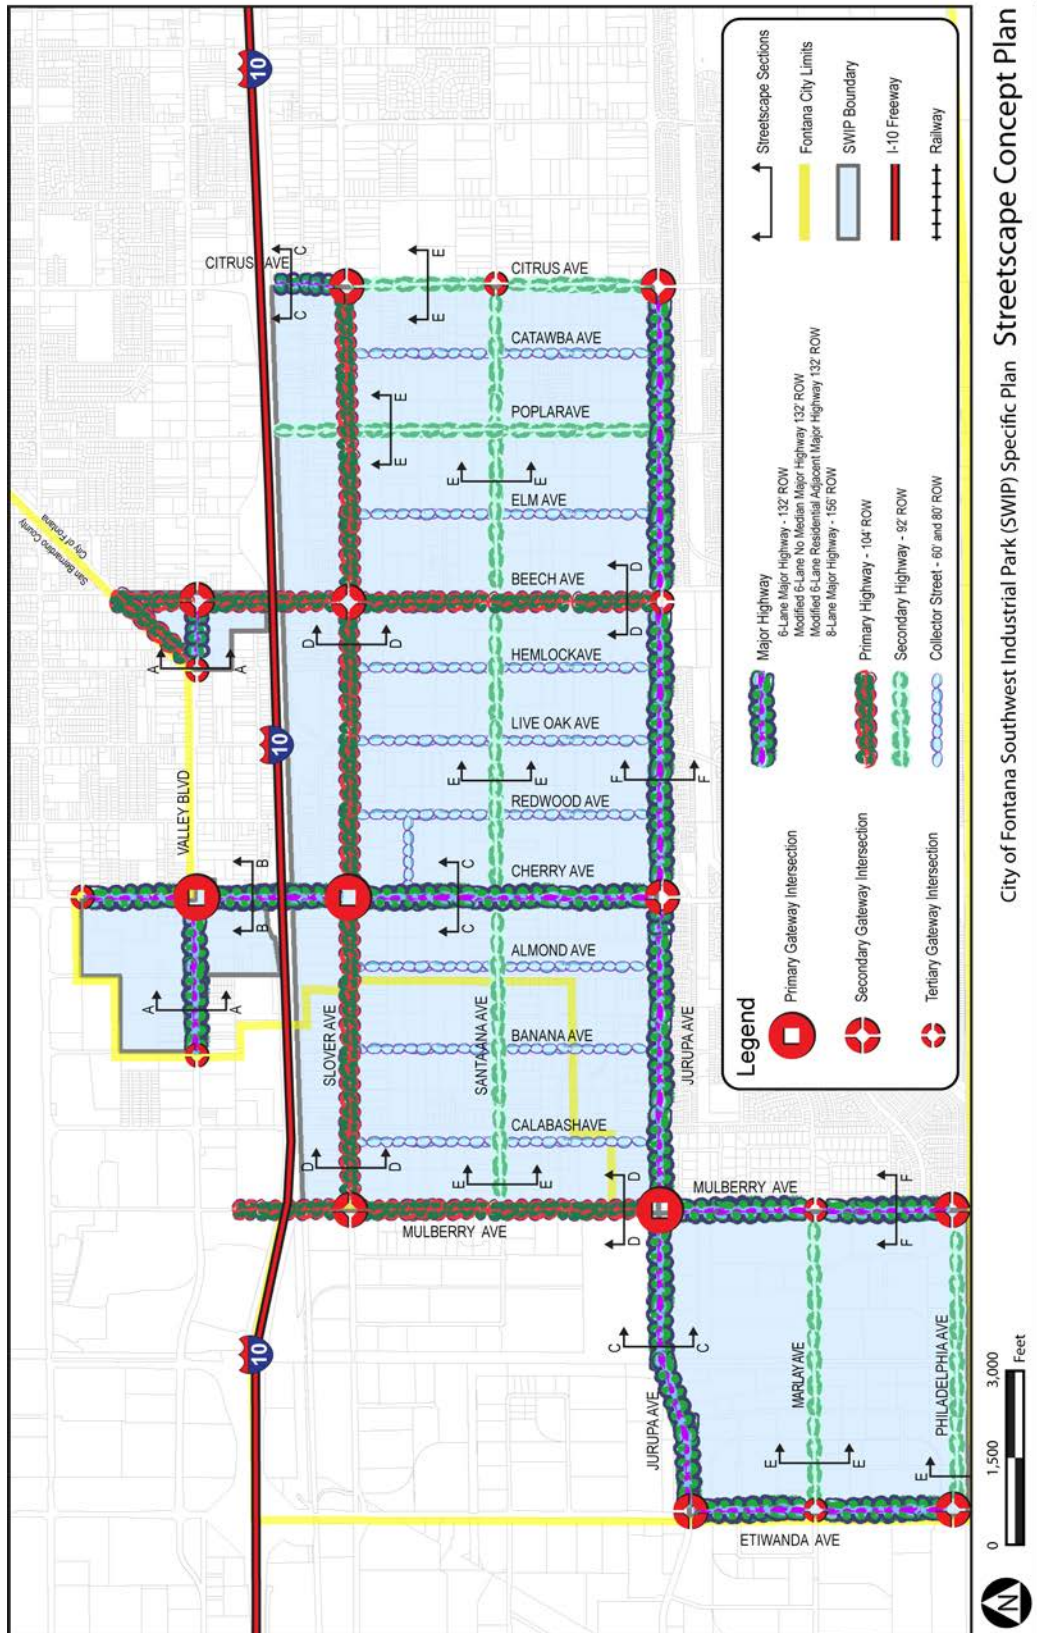 City of Fontana Southwest Industrial Park (SWIP) Specific Plan Streetscape Concept Plan
10
10
10
San Bernardino County
City of Fontana
VALLEY BLVD
CITRUS AVE
SLOVER AVE
SANTA ANA AVE
JURUPA AVE
JURUPA AVE
MULBERRY AVE
MULBERRY AVE
CALABASHAVE
BANANA AVE
ALMOND AVE
CHERRY AVE
REDWOOD AVE
LIVE OAK AVE
HEMLOCKAVE
BEECH AVE
ELM AVE
POPLARAVE
CATAWBA AVE
CITRUS AVE
MARLAY AVE
PHILADELPHIA AVE
ETIWANDA AVE
A
A
A
A
B
B
C
C
C
C
C
C
D
D
D
D
D
D
D
D
E
E
E
E
E
E
E
E
E
E
E
E
E
F
F
F
F
Legend
Primary Gateway Intersection
Secondary Gateway Intersection
Tertiary Gateway Intersection
Major Highway
6-Lane Major Highway - 132' ROW
Modified 6-Lane No Median Major Highway 132' ROW
Modified 6-Lane Residential Adjacent Major Highway 132' ROW
8-Lane Major Highway - 156' ROW
Primary Highway - 104' ROW
Secondary Highway - 92' ROW
Collector Street - 60' and 80' ROW
Streetscape Sections
Fontana City Limits
SWIP Boundary
I-10 Freeway
Railway
N
0 1,500 3,000
Feet